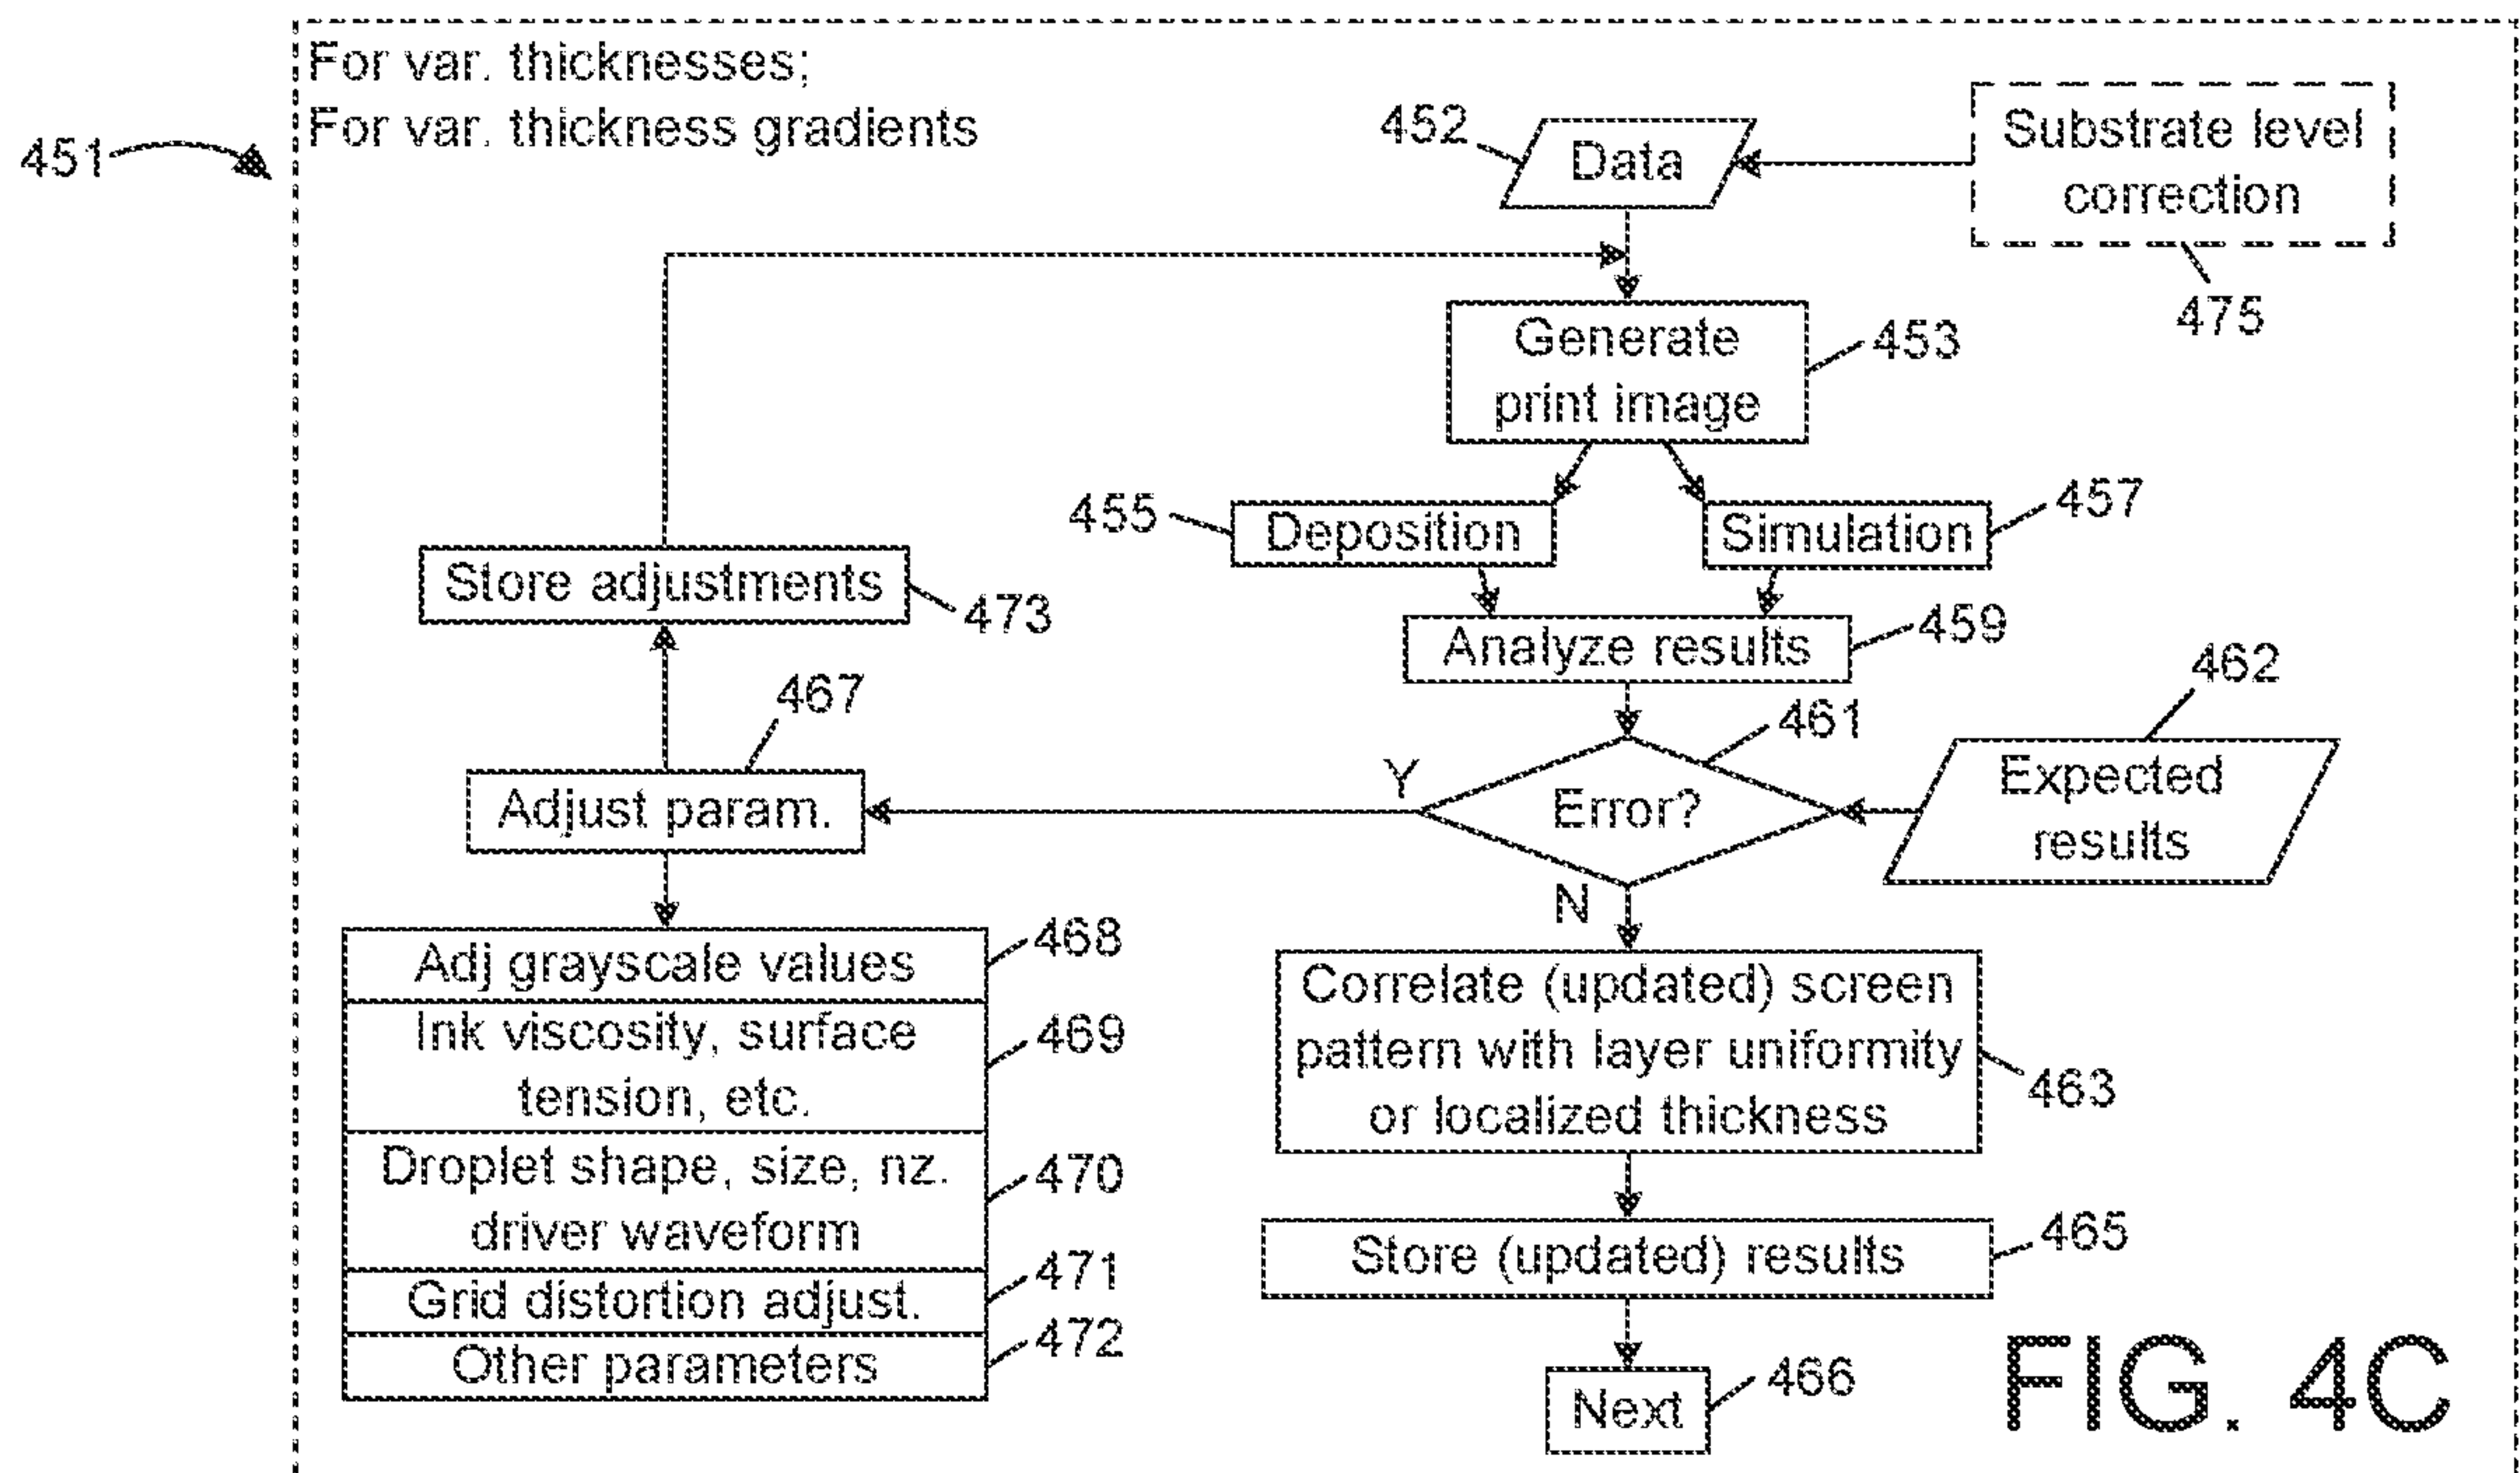 For var. thicknesses;
For var. thickness gradients
451
452
Data
Substrate level
correction
475
Generate
print image
453
455
Deposition
Simulation
457
Store adjustments
473
Analyze results
459
462
467
461
Adjust param.
Y
Error?
Expected
results
N
Adj grayscale values
468
Ink viscosity, surface
tension, etc.
469
Droplet shape, size, nz.
driver waveform
470
Grid distortion adjust.
471
Other parameters
472
Correlate (updated) screen
pattern with layer uniformity
or localized thickness
463
Store (updated) results
465
Next
466
FIG. 4C